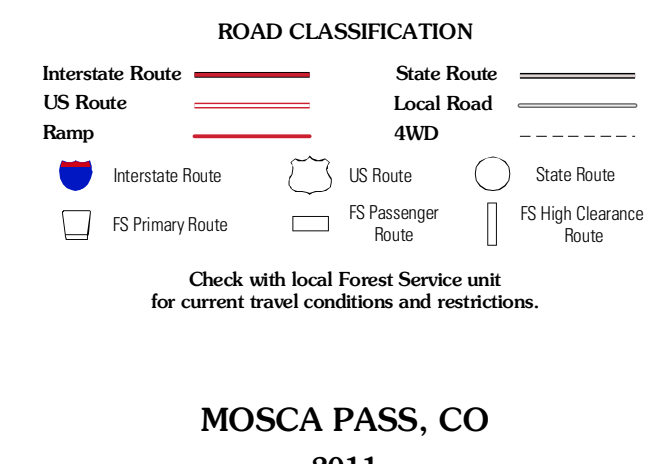 ROAD CLASSIFICATION
Interstate Route
State Route
US Route
Local Road
Ramp
4WD
Interstate Route
US Route
State Route
FS Primary Route
FS Passenger
Route
FS High Clearance
Route
Check with local Forest Service unit
for current travel conditions and restrictions.
MOSCA PASS, CO
2011